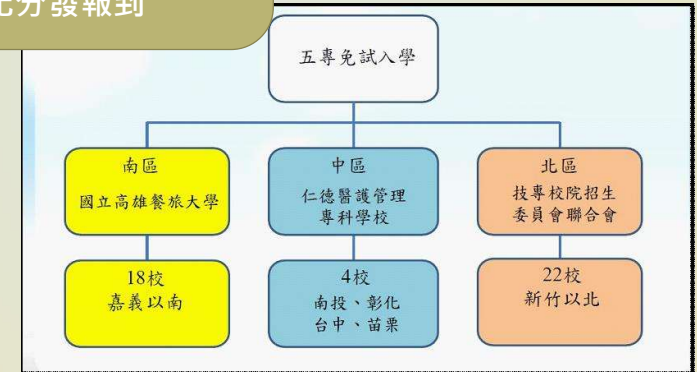 分發報到
五專免試入學
南區
國立高雄餐旅大學
中區
仁德醫護管理
專科學校
北區
技專校院招生
委員會聯合會
18校
嘉義以南
4校
南投、彰化
台中、苗栗
22校
新竹以北